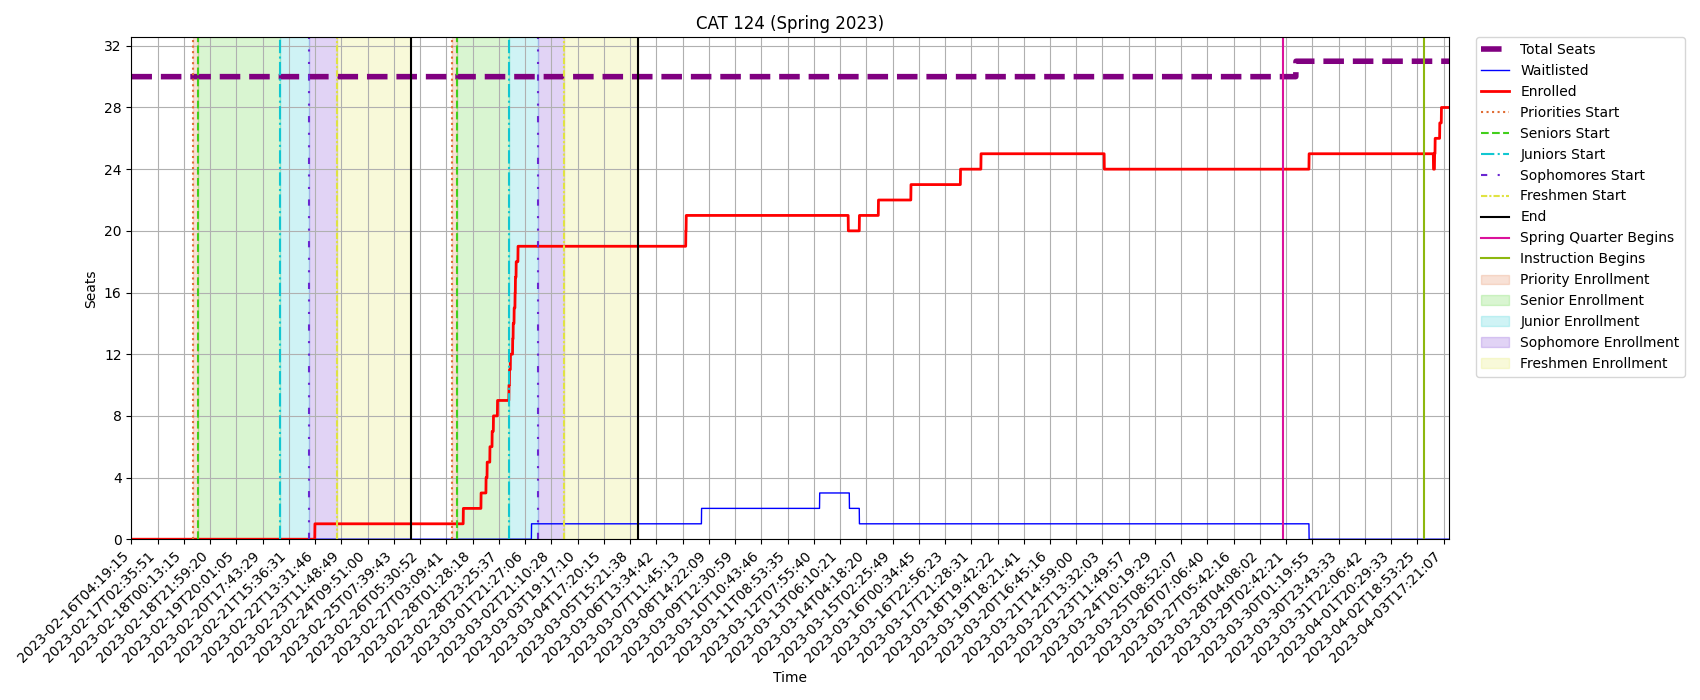 CAT 124 (Spring 2023)
Seats
32
28
24
20
16
12
8
4
0
2023-02-16T04:19:15
2023-02-17T02:35:51
2023-02-18T00:13:15
2023-02-18T21:59:20
2023-02-19T20:01:05
2023-02-20T17:43:29
2023-02-21T15:36:31
2023-02-22T13:31:46
2023-02-23T11:48:49
2023-02-24T09:51:00
2023-02-25T07:39:43
2023-02-26T05:30:52
2023-02-27T03:09:41
2023-02-28T01:28:18
2023-02-28T23:25:37
2023-03-01T21:27:06
2023-03-02T21:10:28
2023-03-03T19:17:10
2023-03-04T17:20:15
2023-03-05T15:21:38
2023-03-06T13:34:42
2023-03-07T11:45:13
2023-03-08T14:22:09
2023-03-09T12:30:59
2023-03-10T10:43:46
2023-03-11T08:53:35
2023-03-12T07:55:40
2023-03-13T06:10:21
2023-03-14T04:18:20
2023-03-15T02:25:49
2023-03-16T00:34:45
2023-03-16T22:56:23
2023-03-17T21:28:31
2023-03-18T19:42:22
2023-03-19T18:21:41
2023-03-20T16:45:16
2023-03-21T14:59:00
2023-03-22T13:32:03
2023-03-23T11:49:57
2023-03-24T10:19:29
2023-03-25T08:52:07
2023-03-26T07:06:40
2023-03-27T05:42:16
2023-03-28T04:08:02
2023-03-29T02:42:21
2023-03-30T01:19:55
2023-03-30T23:43:33
2023-03-31T22:06:42
2023-04-01T20:29:33
2023-04-02T18:53:25
2023-04-03T17:21:07
Time
Total Seats
Waitlisted
Enrolled
Priorities Start
Seniors Start
Juniors Start
Sophomores Start
Freshmen Start
End
Spring Quarter Begins
Instruction Begins
Priority Enrollment
Senior Enrollment
Junior Enrollment
Sophomore Enrollment
Freshmen Enrollment